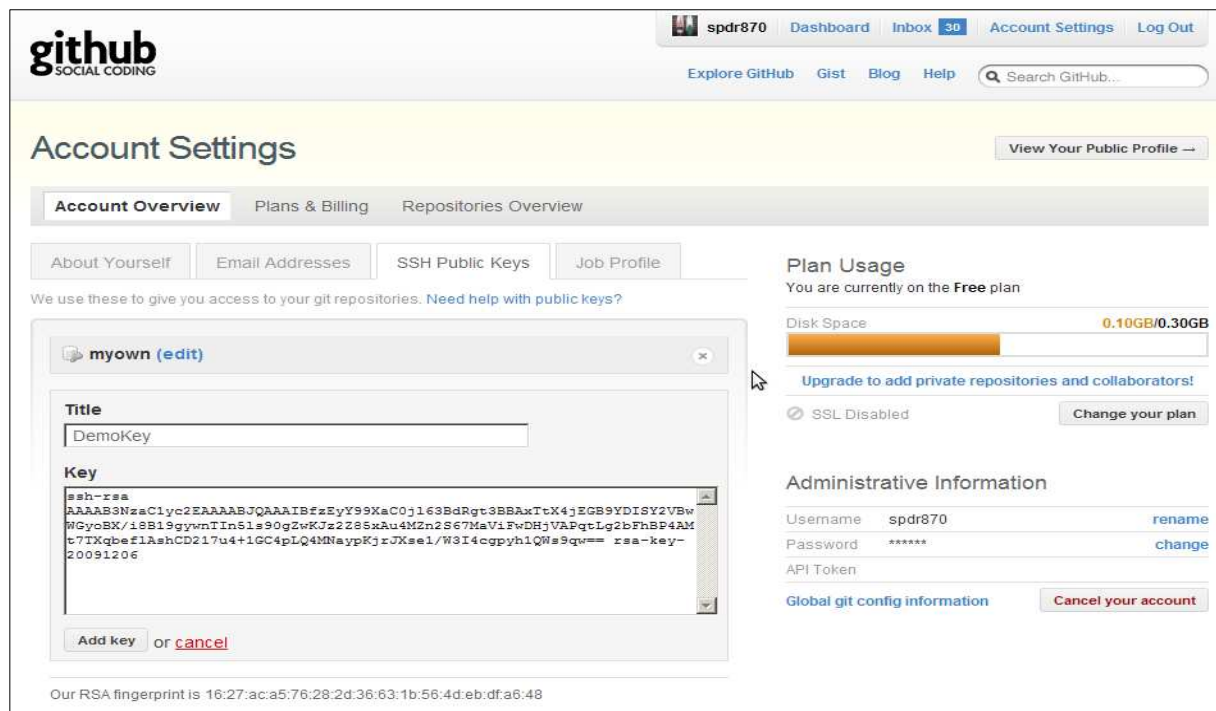 github
SOCIAL CODING
spdr870 Dashboard Inbox 30 Account Settings Log Out
Explore GitHub Gist Blog Help Search GitHub...
Account Settings
View Your Public Profile →
Account Overview Plans & Billing Repositories Overview
About Yourself Email Addresses SSH Public Keys Job Profile
We use these to give you access to your git repositories. Need help with public keys?
myown (edit)
Title
DemoKey
Key
ssh-rsa
AAAAB3NzaC1yc2EAAAABJQAAAIBfzEyY99XaC0jl63BdRgt3BBAxTtX4jEGB9YDISY2VBw
WGyoBX/i8B19gywnTIn5ls90gZwKJz2Z85xAu4MZn2S67MaViFwDHjVAPqtLg2bFhBP4AM
t7TXqbeflAshCD217u4+1GC4pLQ4MNaypKjrJXsel/W3I4cgpyhlQWs9qw== rsa-key-
20091206
Add key or cancel
Our RSA fingerprint is 16:27:ac:a5:76:28:2d:36:63:1b:56:4d:eb:df:a6:48
Plan Usage
You are currently on the Free plan
Disk Space 0.10GB/0.30GB
Upgrade to add private repositories and collaborators!
SSL Disabled Change your plan
Administrative Information
Username spdr870 rename
Password ****** change
API Token
Global git config information Cancel your account